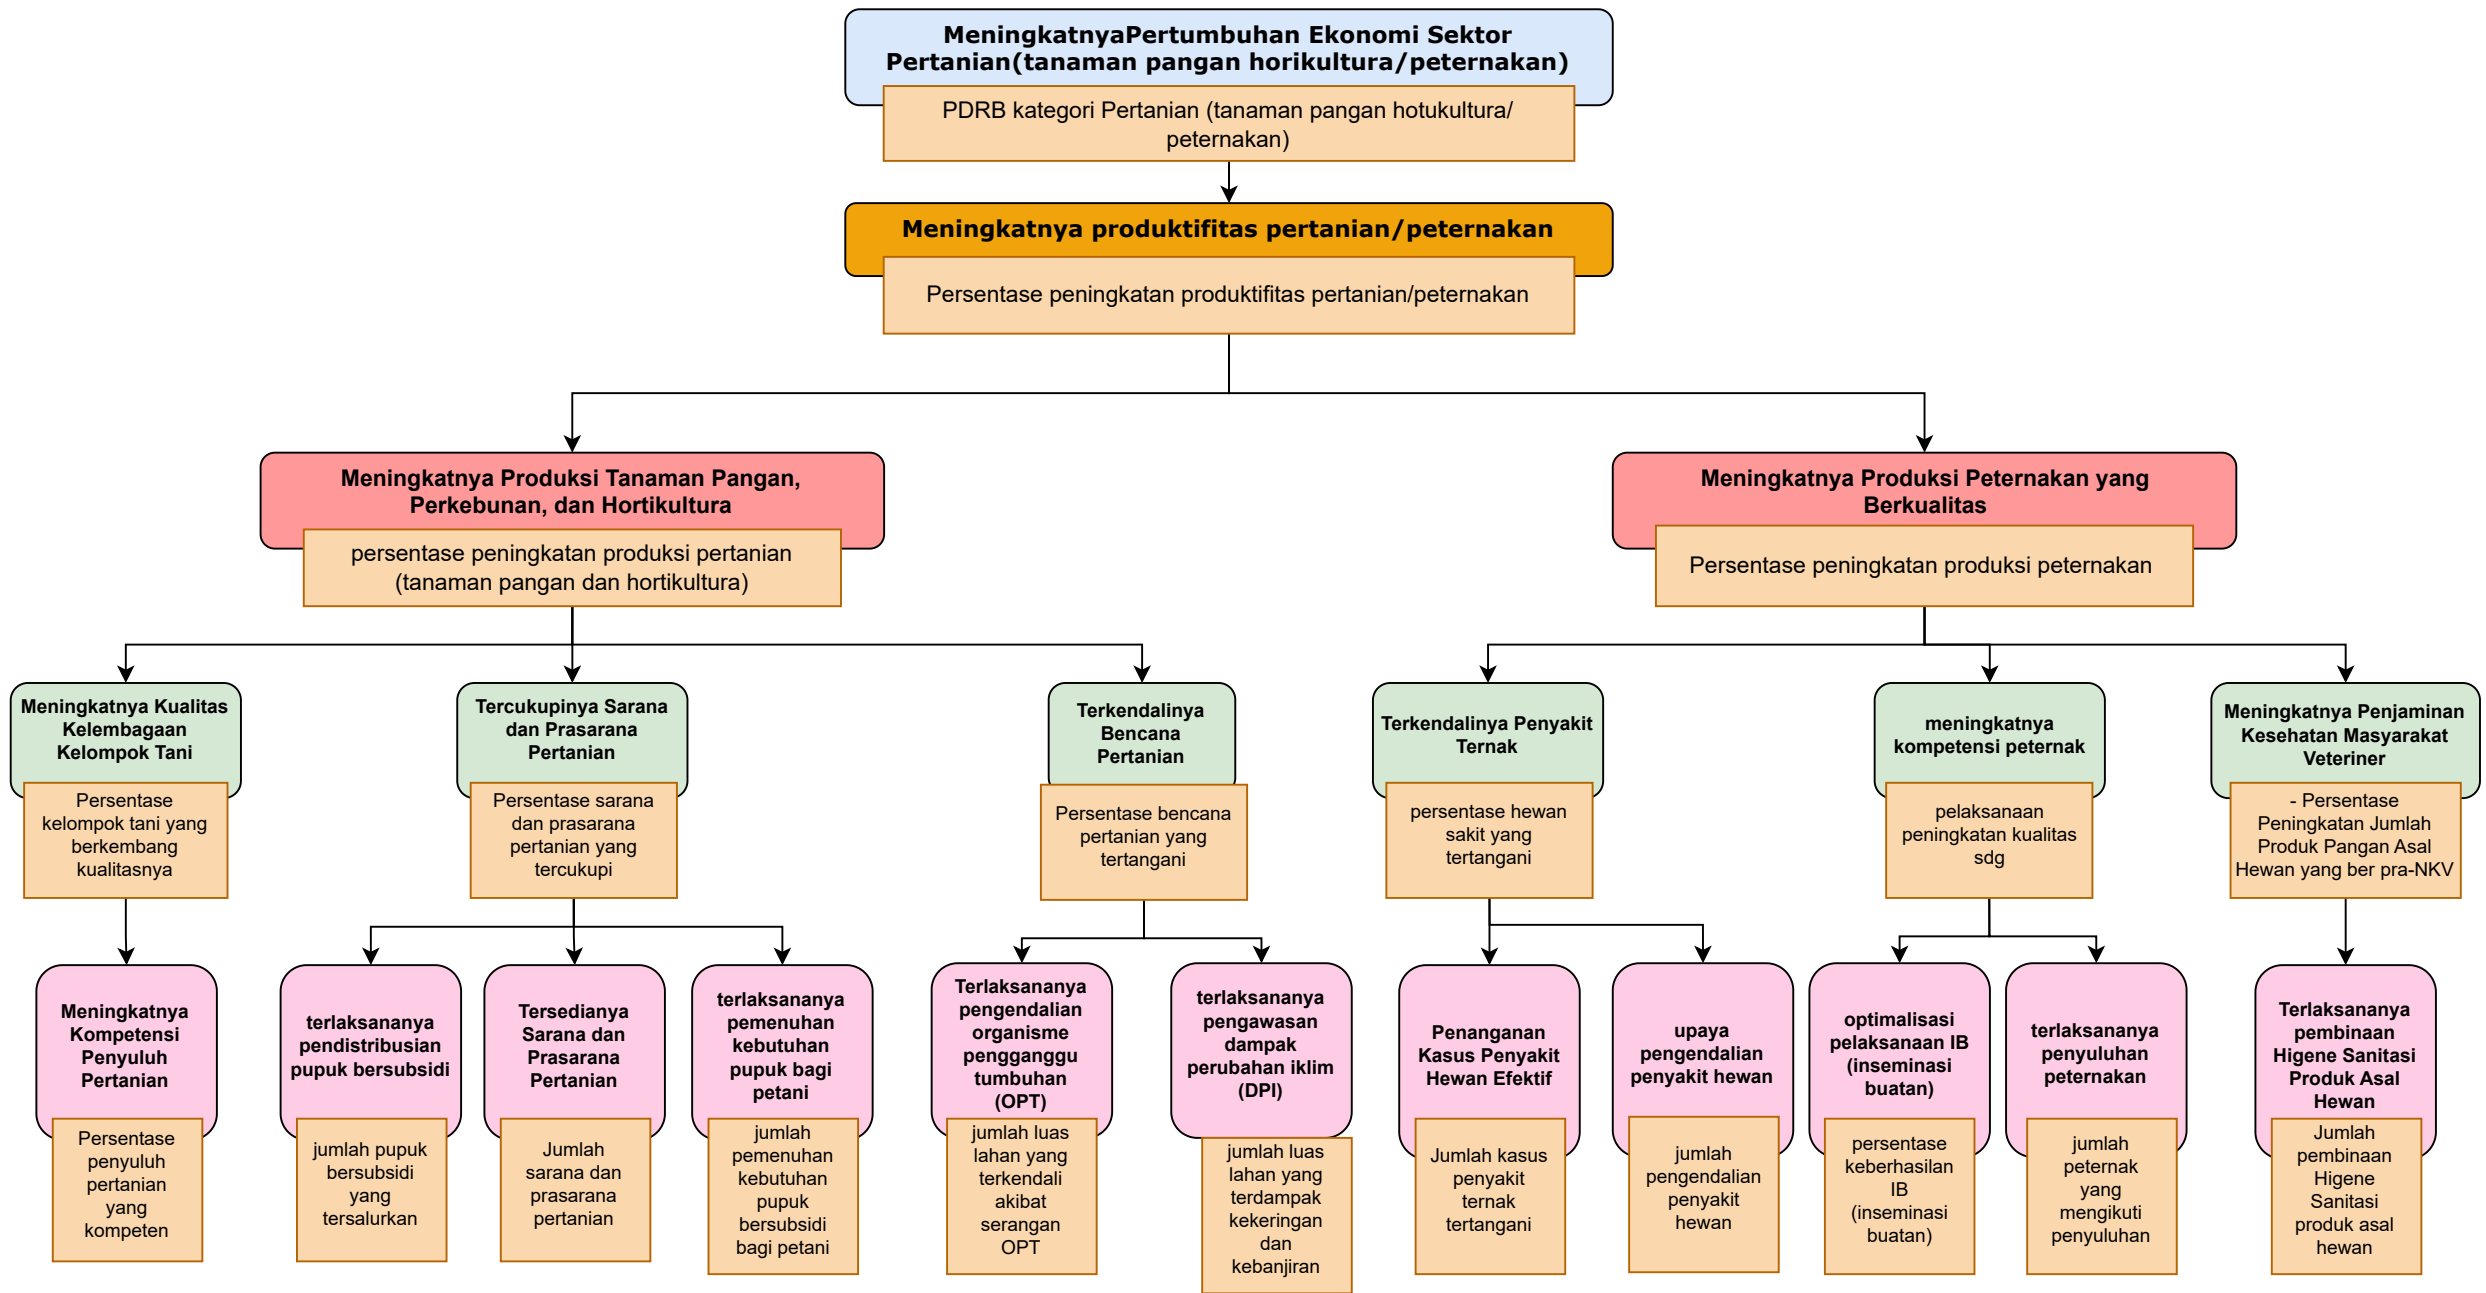 MeningkatnyaPertumbuhan Ekonomi Sektor
Pertanian(tanaman pangan horikultura/peternakan)
PDRB kategori Pertanian (tanaman pangan hotukultura/
peternakan)
Meningkatnya produktifitas pertanian/peternakan
Persentase peningkatan produktifitas pertanian/peternakan
Meningkatnya Produksi Tanaman Pangan,
Perkebunan, dan Hortikultura
persentase peningkatan produksi pertanian
(tanaman pangan dan hortikultura)
Meningkatnya Produksi Peternakan yang
Berkualitas
Persentase peningkatan produksi peternakan
Meningkatnya Kualitas
Kelembagaan
Kelompok Tani
Persentase
kelompok tani yang
berkembang
kualitasnya
Tercukupinya Sarana
dan Prasarana
Pertanian
Persentase sarana
dan prasarana
pertanian yang
tercukupi
Terkendalinya
Bencana
Pertanian
Persentase bencana
pertanian yang
tertangani
Terkendalinya Penyakit
Ternak
persentase hewan
sakit yang
tertangani
meningkatnya
kompetensi peternak
pelaksanaan
peningkatan kualitas
sdg
Meningkatnya Penjaminan
Kesehatan Masyarakat
Veteriner
- Persentase
Peningkatan Jumlah
Produk Pangan Asal
Hewan yang ber pra-NKV
Meningkatnya
Kompetensi
Penyuluh
Pertanian
Persentase
penyuluh
pertanian
yang
kompeten
terlaksananya
pendistribusian
pupuk bersubsidi
jumlah pupuk
bersubsidi
yang
tersalurkan
Tersedianya
Sarana dan
Prasarana
Pertanian
Jumlah
sarana dan
prasarana
pertanian
terlaksananya
pemenuhan
kebutuhan
pupuk bagi
petani
jumlah
pemenuhan
kebutuhan
pupuk
bersubsidi
bagi petani
Terlaksananya
pengendalian
organisme
pengganggu
tumbuhan
(OPT)
jumlah luas
lahan yang
terkendali
akibat
serangan
OPT
terlaksananya
pengawasan
dampak
perubahan iklim
(DPI)
jumlah luas
lahan yang
terdampak
kekeringan
dan
kebanjiran
Penanganan
Kasus Penyakit
Hewan Efektif
Jumlah kasus
penyakit
ternak
tertangani
upaya
pengendalian
penyakit hewan
jumlah
pengendalian
penyakit
hewan
optimalisasi
pelaksanaan IB
(inseminasi
buatan)
persentase
keberhasilan
IB
(inseminasi
buatan)
terlaksananya
penyuluhan
peternakan
jumlah
peternak
yang
mengikuti
penyuluhan
Terlaksananya
pembinaan
Higene Sanitasi
Produk Asal
Hewan
Jumlah
pembinaan
Higene
Sanitasi
produk asal
hewan